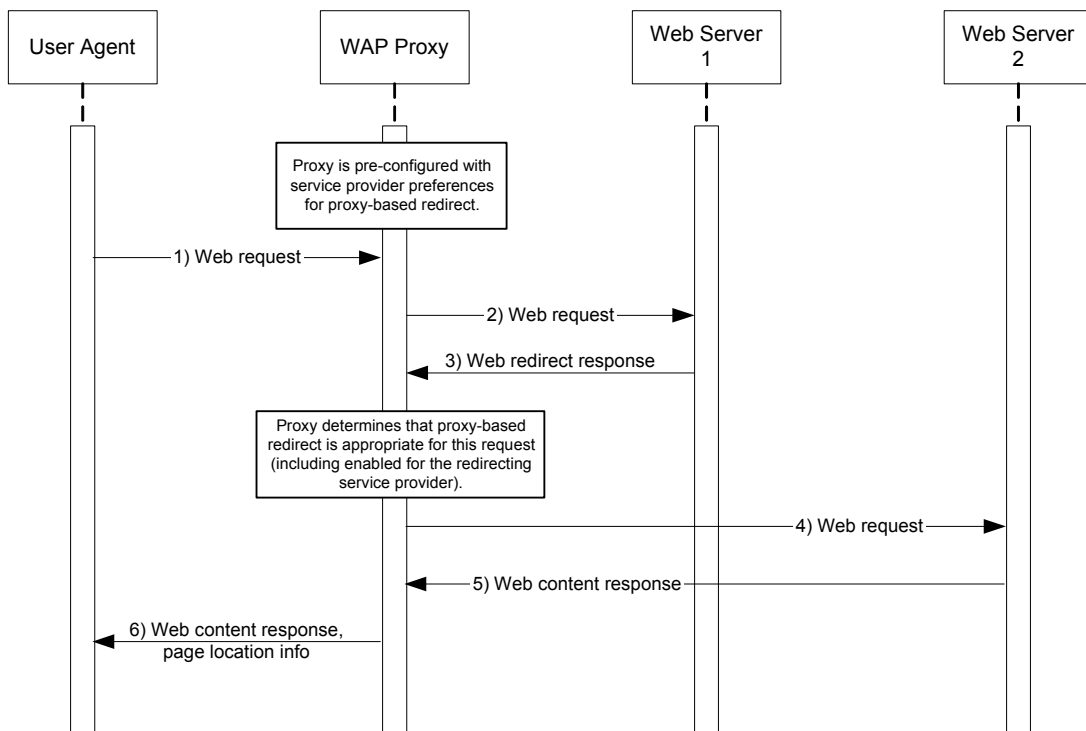 User Agent
WAP Proxy
Web Server
1
Web Server
2
Proxy is pre-configured with
service provider preferences
for proxy-based redirect.
1) Web request
2) Web request
3) Web redirect response
Proxy determines that proxy-based
redirect is appropriate for this request
(including enabled for the redirecting
service provider).
4) Web request
5) Web content response
6) Web content response,
page location info